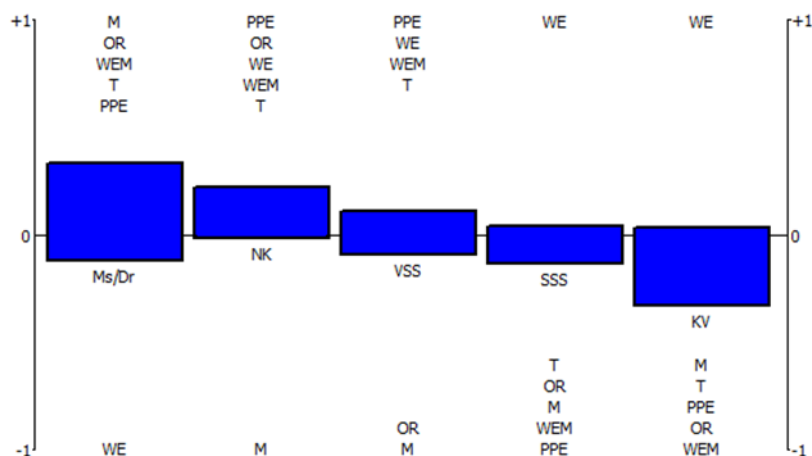 +1 M PPE PPE WE WE +1
OR OR WE
WEM WE WEM
T WEM T
PPE T
0 0
Ms/Dr NK VSS SSS KV
T M
OR T
M PPE
OR WEM OR
-1 WE M M PPE WEM -1